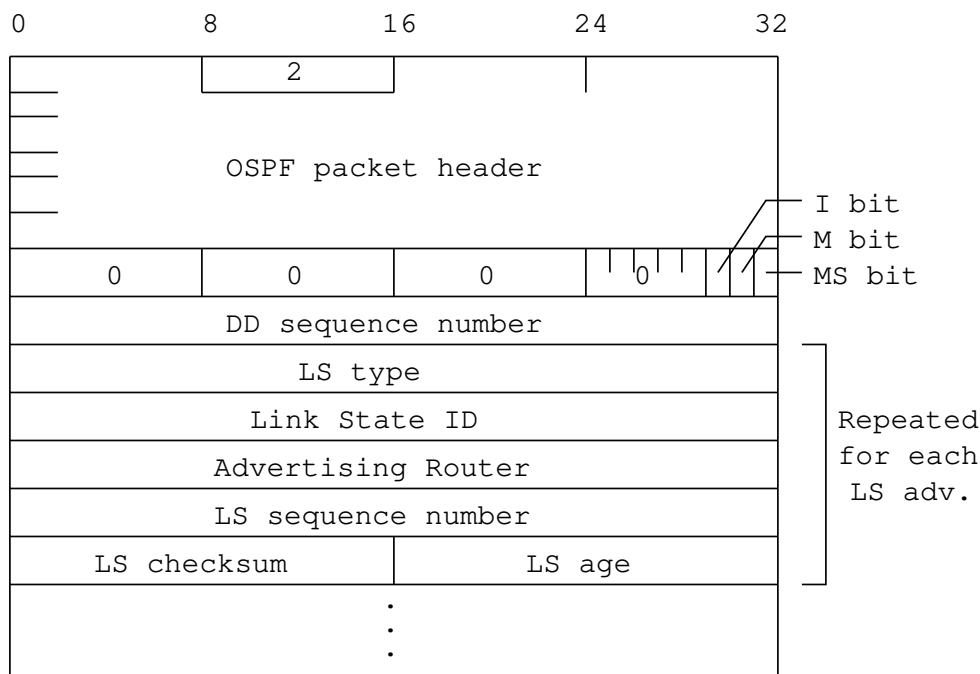 0 8 16 24 32
2
OSPF packet header
I bit
M bit
0 0 0 0 MS bit
DD sequence number
LS type
Link State ID
Repeated
for each
LS adv.
Advertising Router
LS sequence number
LS checksum LS age
.
.
.